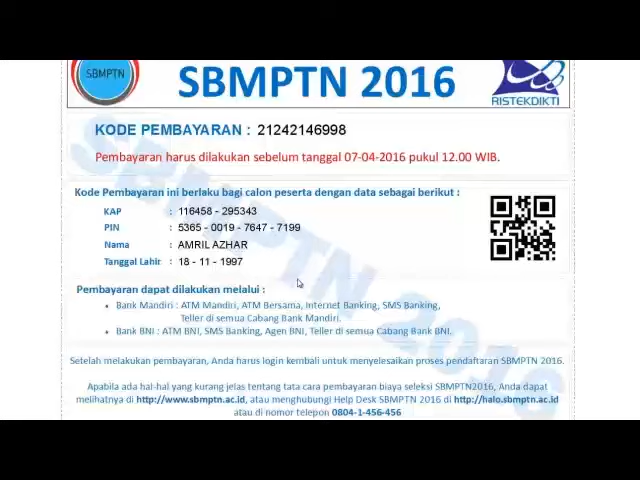 SBMPTN
SBMPTN 2016
RISTEKDIKTI
KODE PEMBAYARAN : 21242146998
Pembayaran harus dilakukan sebelum tanggal 07-04-2016 pukul 12.00 WIB.
Kode Pembayaran ini berlaku bagi calon peserta dengan data sebagai berikut :
KAP : 116458 - 295343
PIN : 5365 - 0019 - 7647 - 7199
Nama : AMRIL AZHAR
Tanggal Lahir : 18 - 11 - 1997
Pembayaran dapat dilakukan melalui :
• Bank Mandiri : ATM Mandiri, ATM Bersama, Internet Banking, SMS Banking,
Teller di semua Cabang Bank Mandiri.
• Bank BNI : ATM BNI, SMS Banking, Agen BNI, Teller di semua Cabang Bank BNI.
Setelah melakukan pembayaran, Anda harus login kembali untuk menyelesaikan proses pendaftaran SBMPTN 2016.
Apabila ada hal-hal yang kurang jelas tentang tata cara pembayaran biaya seleksi SBMPTN2016, Anda dapat
melihatnya di http://www.sbmptn.ac.id, atau menghubungi Help Desk SBMPTN 2016 di http://halo.sbmptn.ac.id
atau di nomor telepon 0804-1-456-456
SBMPTN 2016